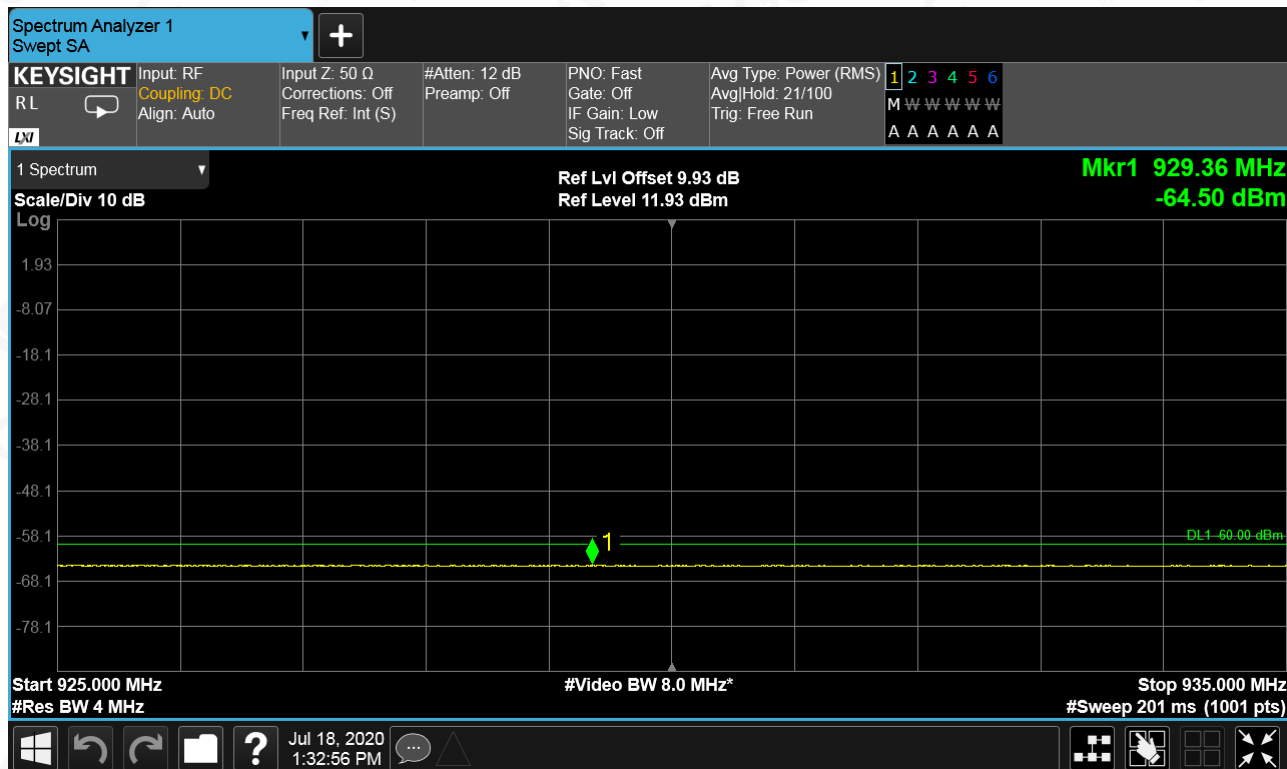 Spectrum Analyzer 1
Swept SA
KEYSIGHT
R L
LXI
Input: RF
Coupling: DC
Align: Auto
Input Z: 50 Ω
Corrections: Off
Freq Ref: Int (S)
#Atten: 12 dB
Preamp: Off
PNO: Fast
Gate: Off
IF Gain: Low
Sig Track: Off
Avg Type: Power (RMS)
Avg|Hold: 21/100
Trig: Free Run
1 2 3 4 5 6
M W W W W W
A A A A A A
1 Spectrum
Scale/Div 10 dB
Log
Ref Lvl Offset 9.93 dB
Ref Level 11.93 dBm
Mkr1 929.36 MHz
-64.50 dBm
1.93
-8.07
-18.1
-28.1
-38.1
-48.1
-58.1
-68.1
-78.1
1
DL1 -60.00 dBm
Start 925.000 MHz
#Res BW 4 MHz
#Video BW 8.0 MHz*
Stop 935.000 MHz
#Sweep 201 ms (1001 pts)
?
Jul 18, 2020
1:32:56 PM